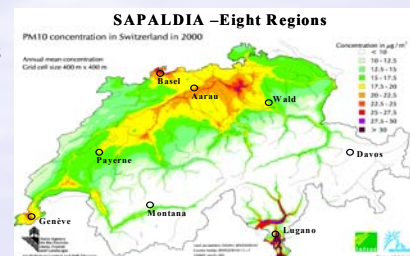 SAPALDIA –Eight Regions
PM10 concentration in Switzerland in 2000
Annual mean concentration
Grid cell size 400 m x 400 m
Concentration in µg / m³
< 10
10 - 12.5
12.5 - 15
15 - 17.5
17.5 - 20
20 - 22.5
22.5 - 25
25 - 27.5
27.5 - 30
> 30
Basel
Aarau
Wald
Payerne
Davos
Montana
Genève
Lugano